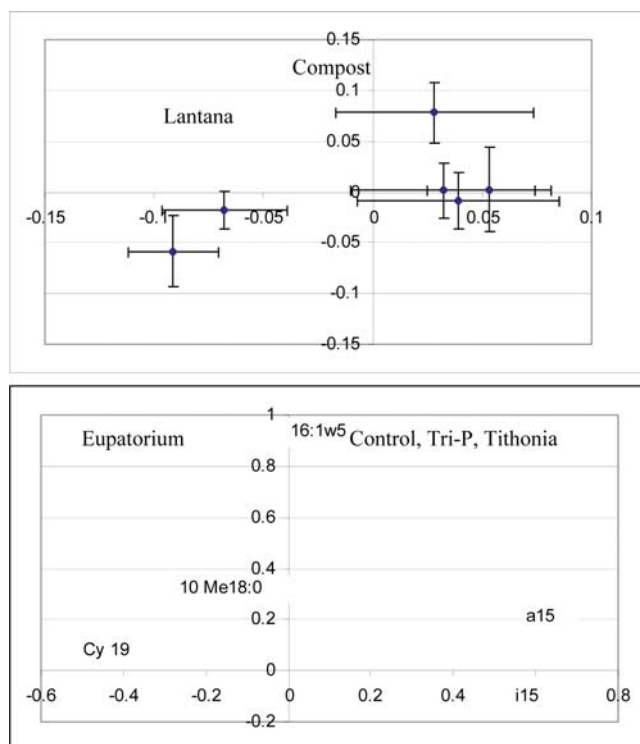 0.15
Compost
0.1
Lantana
0.05
0
-0.15 -0.1 -0.05 0 0.05 0.1
-0.05
-0.1
-0.15
1
Eupatorium 16:1w5 Control, Tri-P, Tithonia
0.8
0.6
0.4
10 Me18:0
0.2 a15
Cy 19
0
-0.6 -0.4 -0.2 0 0.2 0.4 i15 0.8
-0.2